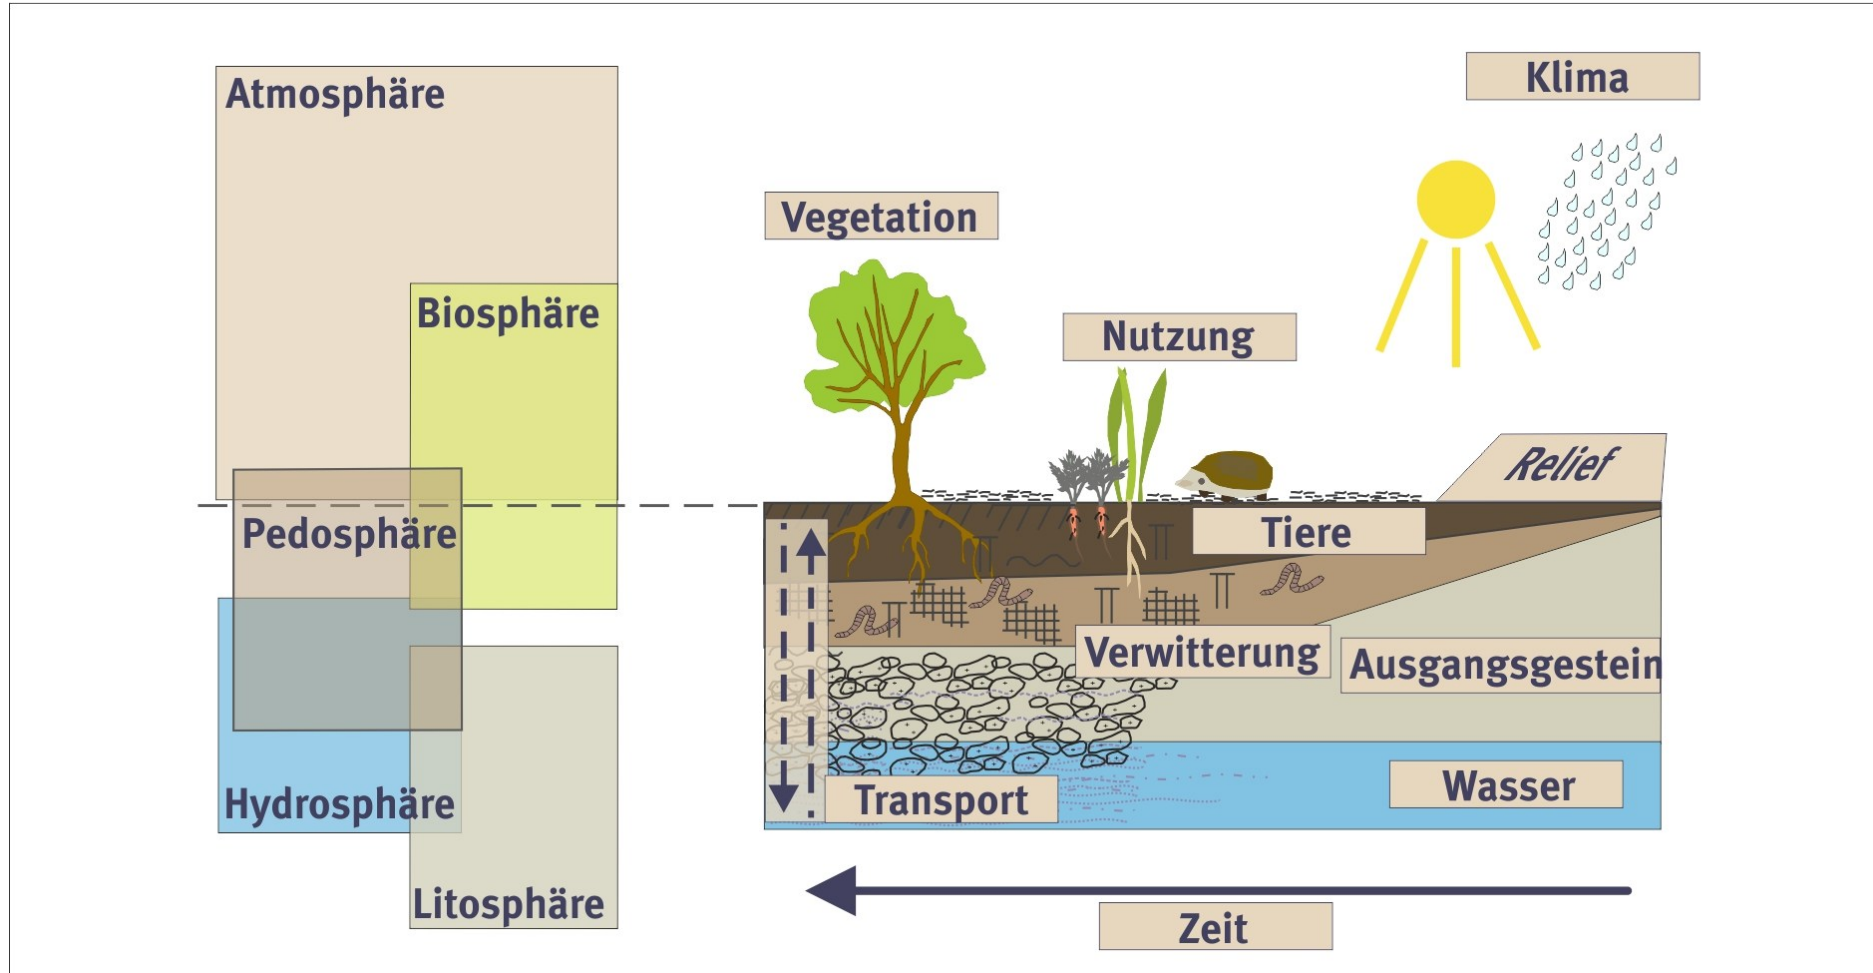 Atmosphäre
Biosphäre
Pedosphäre
Hydrosphäre
Litosphäre
Klima
Vegetation
Nutzung
Relief
Tiere
Verwitterung
Ausgangsgestein
Wasser
Transport
Zeit